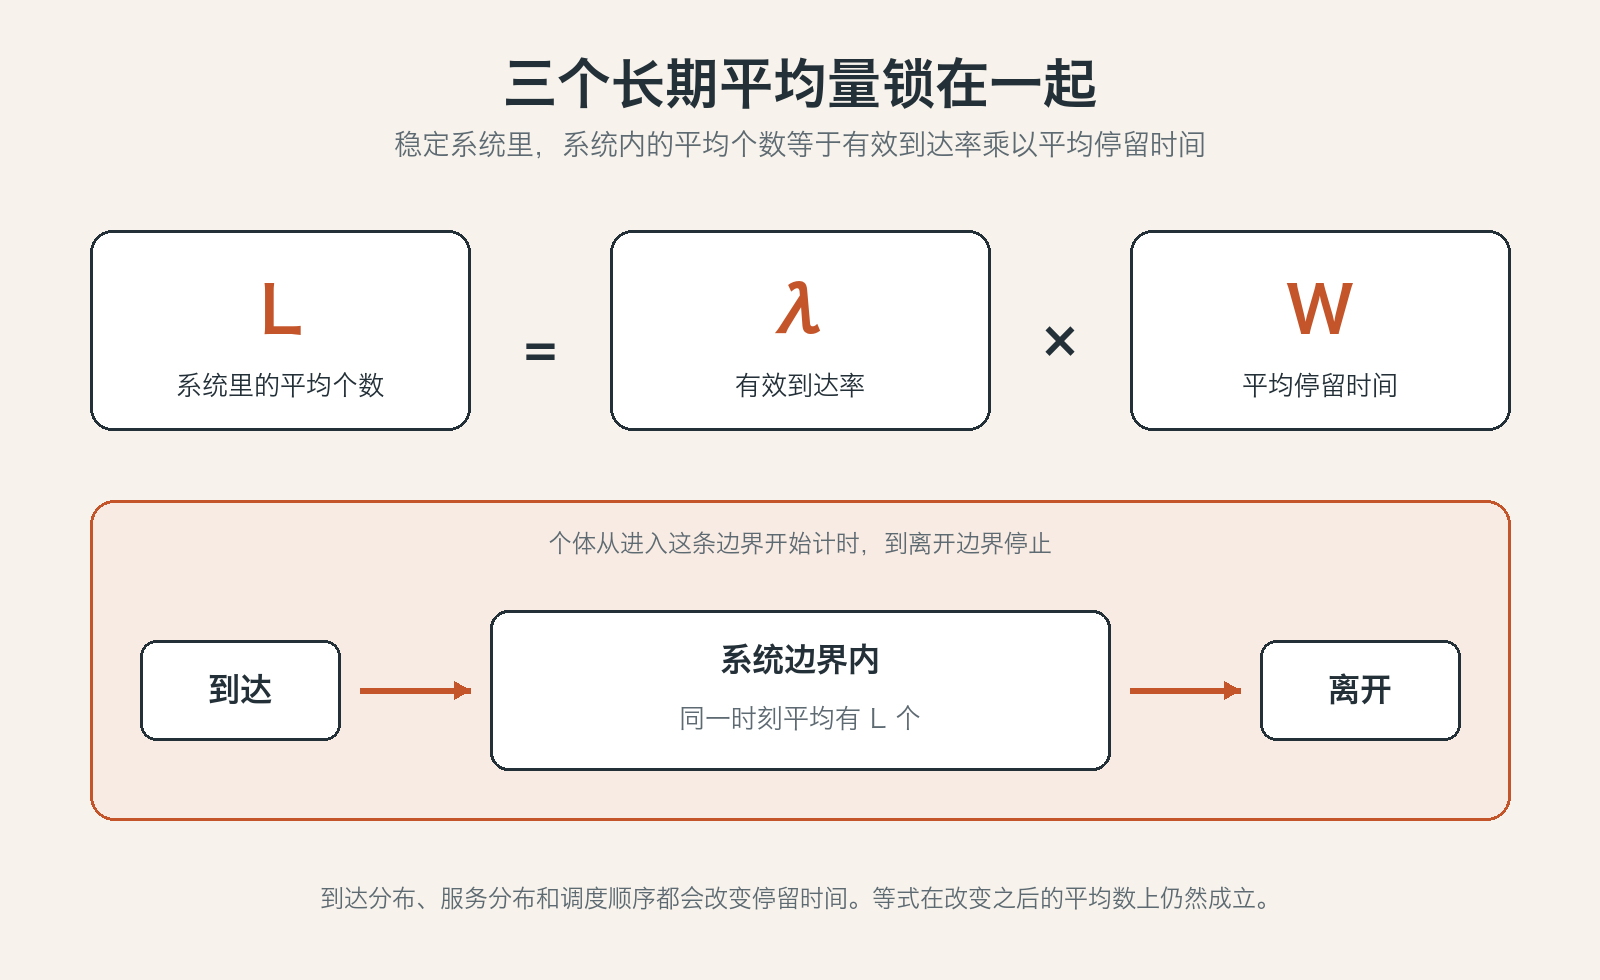 三个长期平均量锁在一起
稳定系统里，系统内的平均个数等于有效到达率乘以平均停留时间
L
系统里的平均个数
=
λ
有效到达率
×
W
平均停留时间
个体从进入这条边界开始计时，到离开边界停止
到达
系统边界内
同一时刻平均有 L 个
离开
到达分布、服务分布和调度顺序都会改变停留时间。等式在改变之后的平均数上仍然成立。